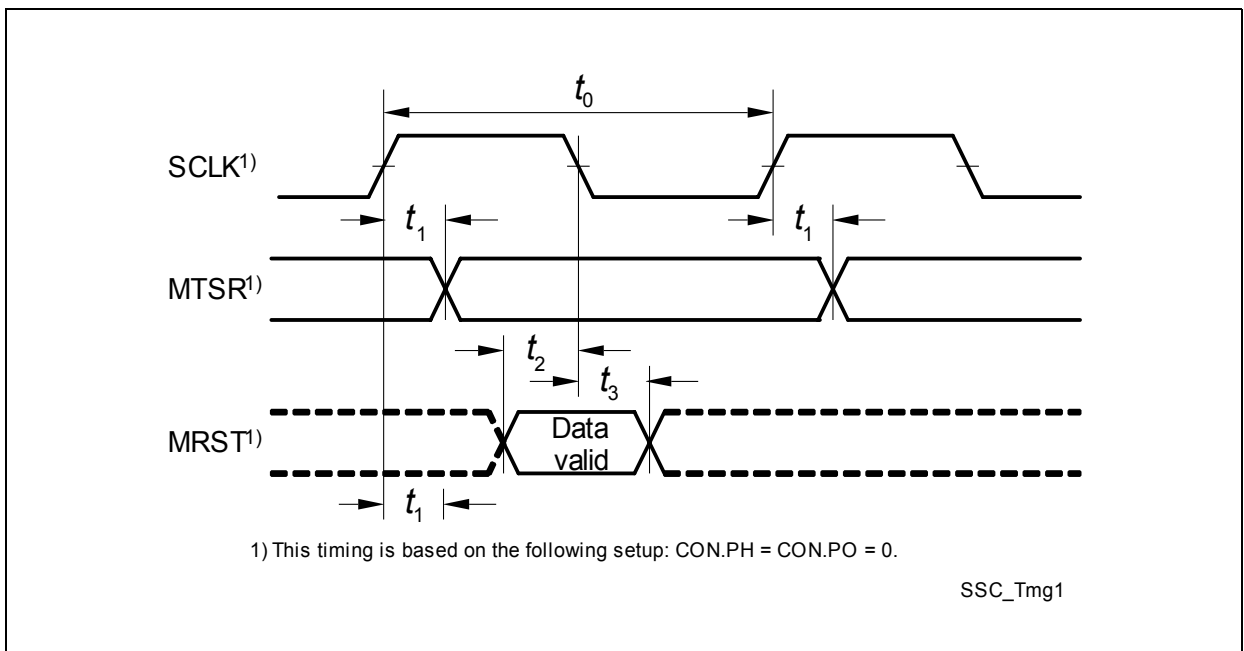 t0
SCLK1)
t1
t1
MTSR1)
t2
t3
MRST1)
Data
valid
t1
1) This timing is based on the following setup: CON.PH = CON.PO = 0.
SSC_Tmg1